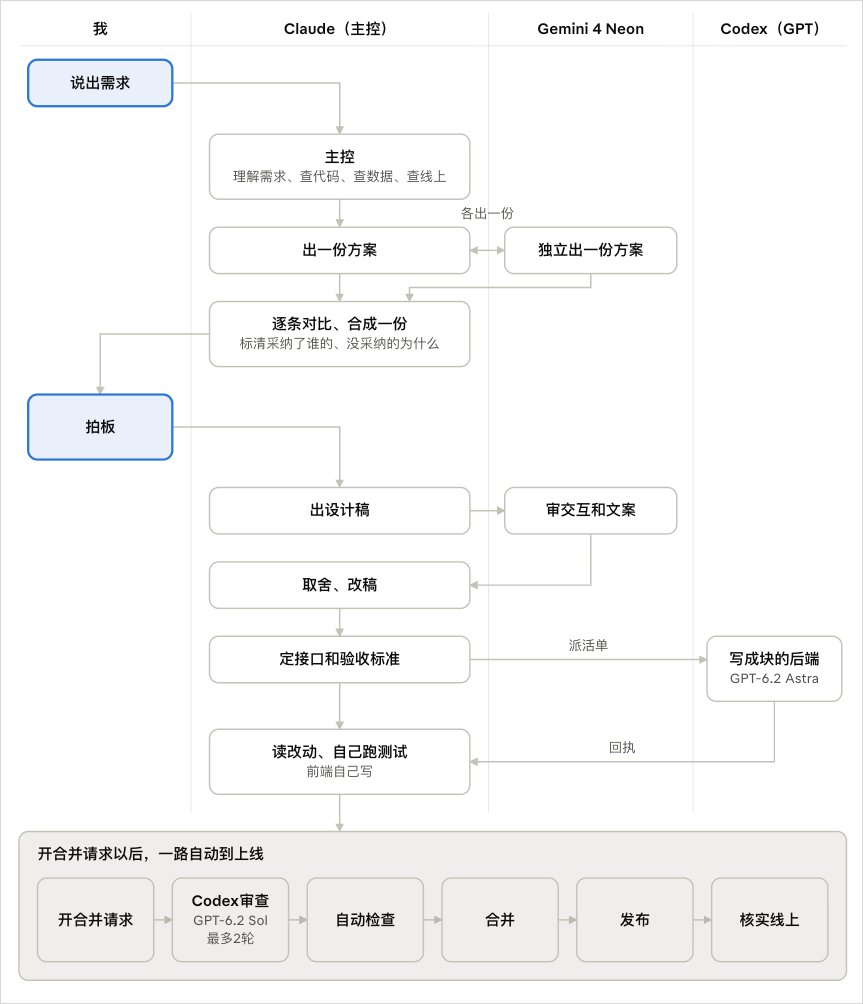 我
Claude（主控）
Gemini 4 Neon
Codex（GPT）
说出需求
主控
理解需求、查代码、查数据、查线上
各出一份
出一份方案
独立出一份方案
逐条对比、合成一份
标清采纳了谁的、没采纳的为什么
拍板
出设计稿
审交互和文案
取舍、改稿
定接口和验收标准
派活单
写成块的后端
GPT-6.2 Astra
读改动、自己跑测试
前端自己写
回执
开合并请求以后，一路自动到上线
开合并请求
Codex审查
GPT-6.2 Sol
最多2轮
自动检查
合并
发布
核实线上